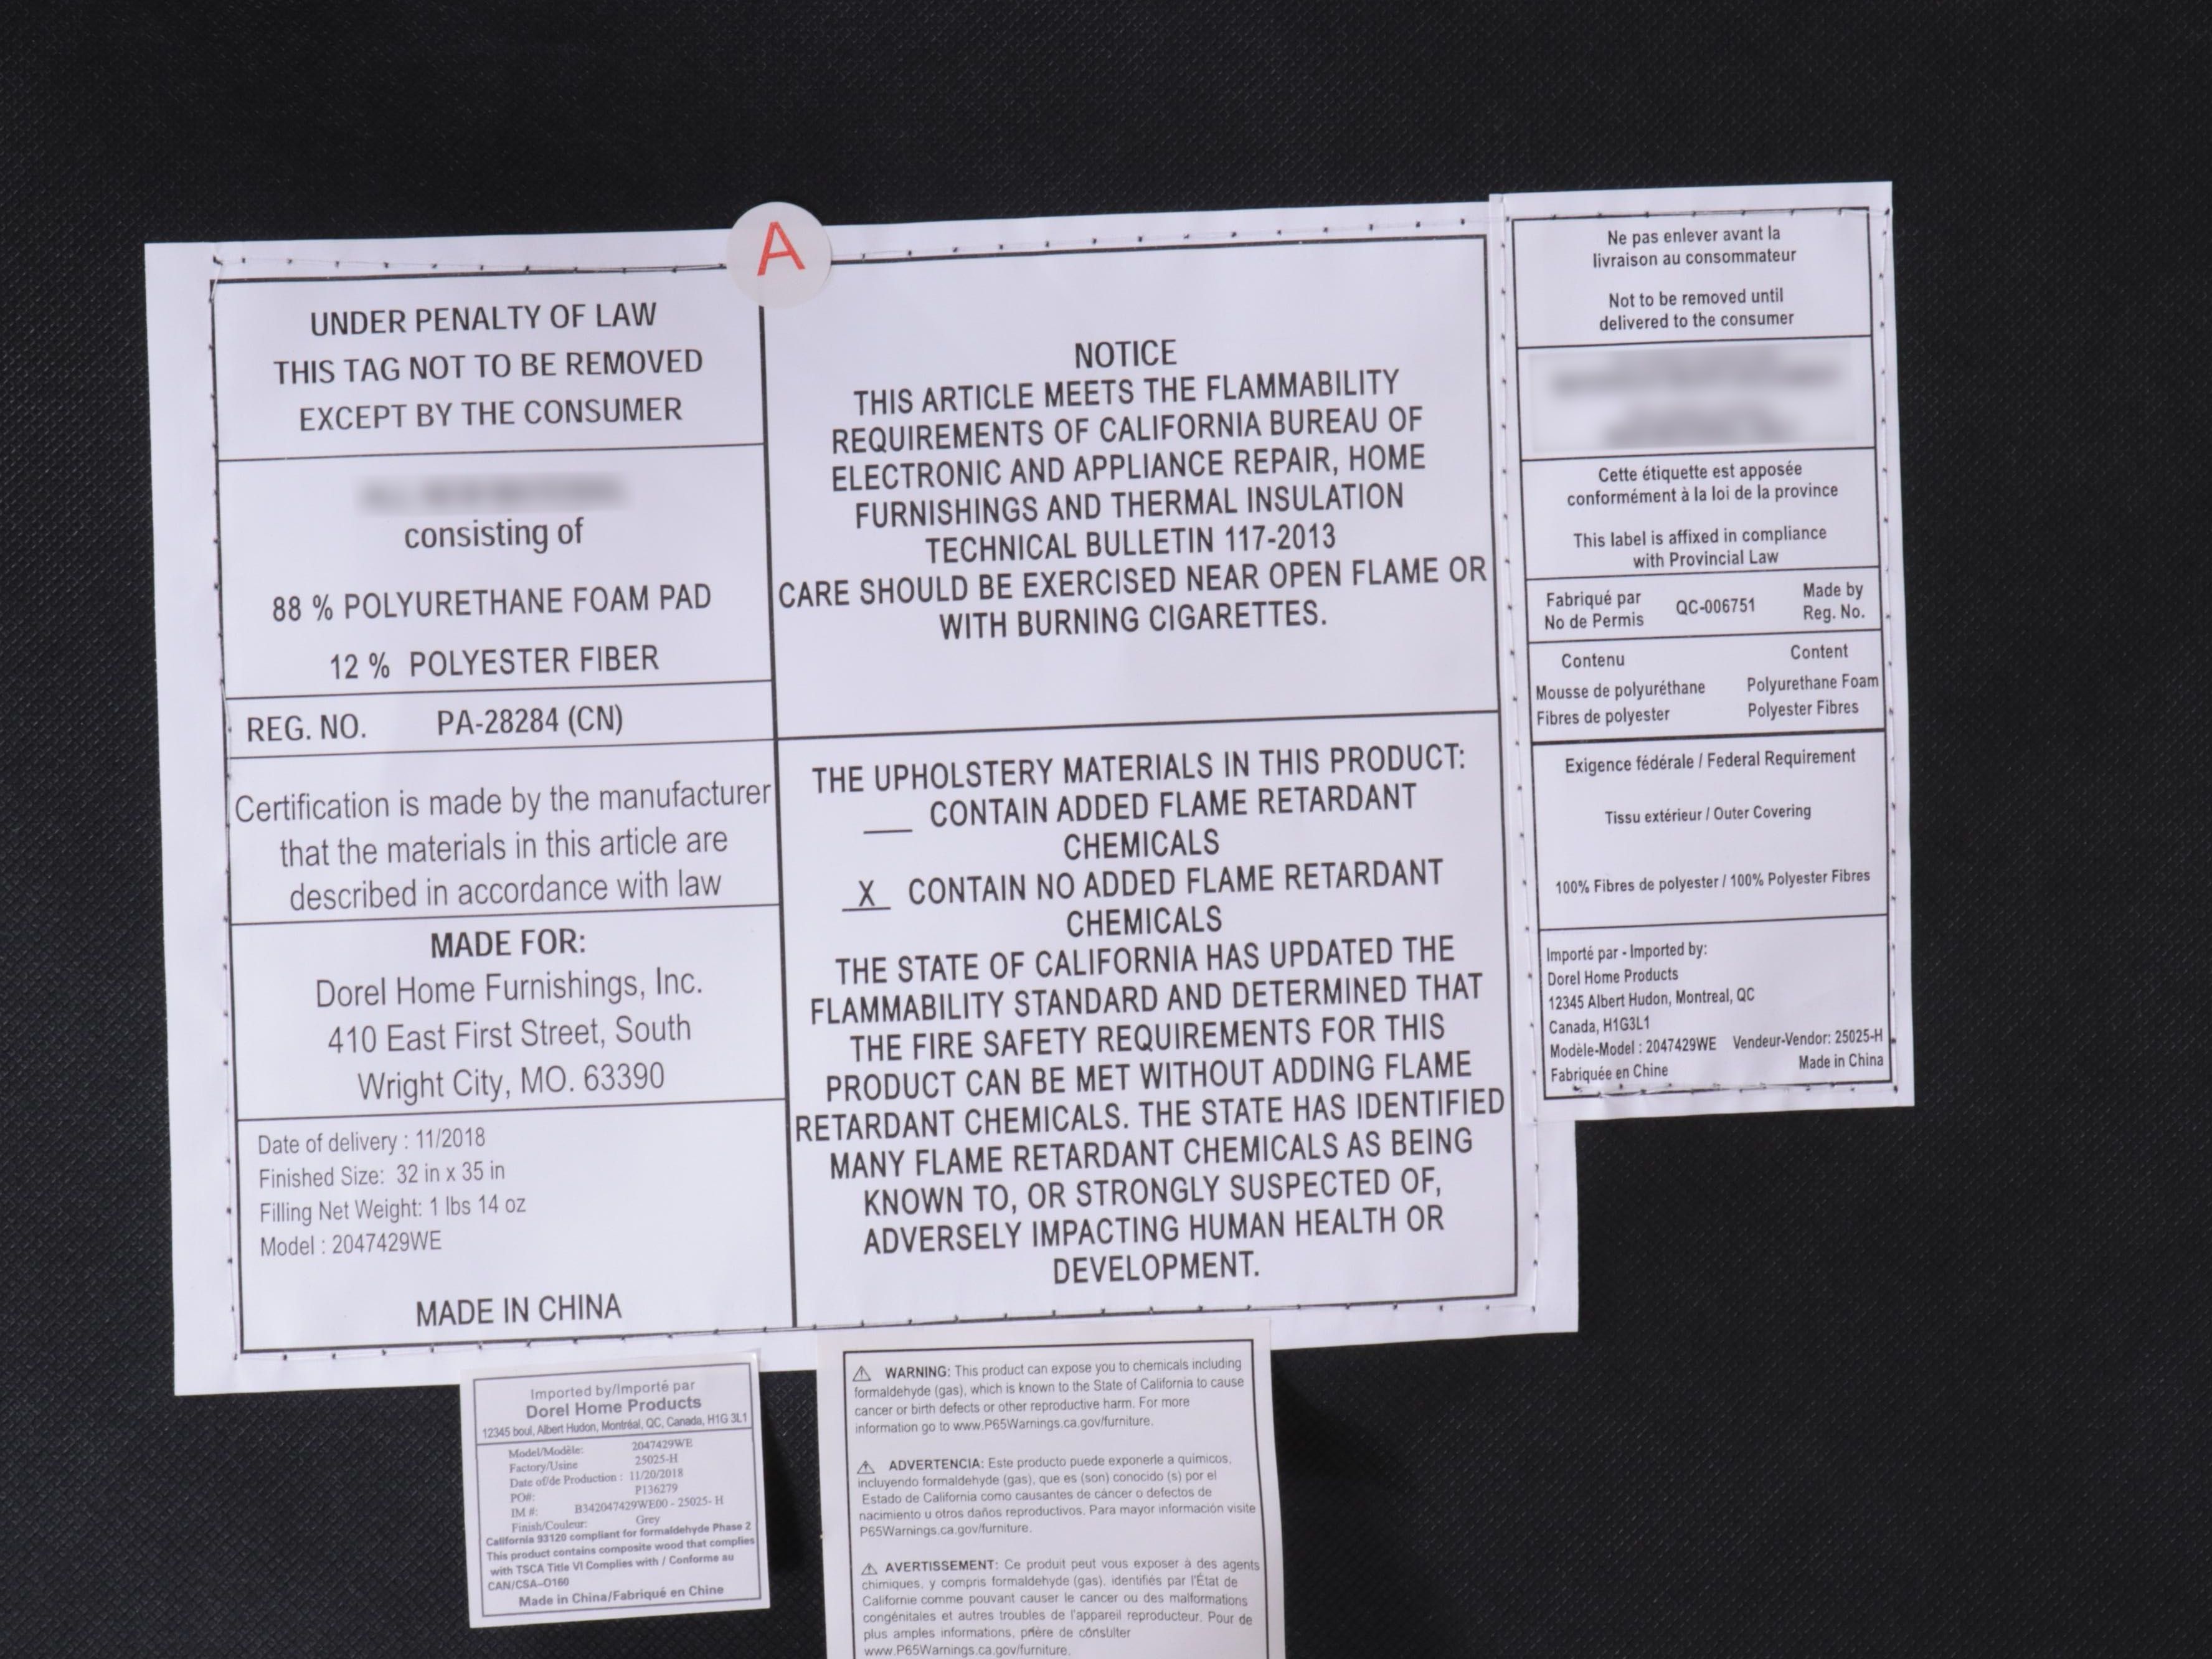 A
UNDER PENALTY OF LAW
THIS TAG NOT TO BE REMOVED
EXCEPT BY THE CONSUMER
consisting of
88 % POLYURETHANE FOAM PAD
12 % POLYESTER FIBER
REG. NO. PA-28284 (CN)
Certification is made by the manufacturer
that the materials in this article are
described in accordance with law
MADE FOR:
Dorel Home Furnishings, Inc.
410 East First Street, South
Wright City, MO. 63390
Date of delivery : 11/2018
Finished Size: 32 in x 35 in
Filling Net Weight: 1 lbs 14 oz
Model : 2047429WE
MADE IN CHINA
NOTICE
THIS ARTICLE MEETS THE FLAMMABILITY
REQUIREMENTS OF CALIFORNIA BUREAU OF
ELECTRONIC AND APPLIANCE REPAIR, HOME
FURNISHINGS AND THERMAL INSULATION
TECHNICAL BULLETIN 117-2013
CARE SHOULD BE EXERCISED NEAR OPEN FLAME OR
WITH BURNING CIGARETTES.
THE UPHOLSTERY MATERIALS IN THIS PRODUCT:
___ CONTAIN ADDED FLAME RETARDANT
CHEMICALS
X CONTAIN NO ADDED FLAME RETARDANT
CHEMICALS
THE STATE OF CALIFORNIA HAS UPDATED THE
FLAMMABILITY STANDARD AND DETERMINED THAT
THE FIRE SAFETY REQUIREMENTS FOR THIS
PRODUCT CAN BE MET WITHOUT ADDING FLAME
RETARDANT CHEMICALS. THE STATE HAS IDENTIFIED
MANY FLAME RETARDANT CHEMICALS AS BEING
KNOWN TO, OR STRONGLY SUSPECTED OF,
ADVERSELY IMPACTING HUMAN HEALTH OR
DEVELOPMENT.
Ne pas enlever avant la
livraison au consommateur
Not to be removed until
delivered to the consumer
Cette étiquette est apposée
conformément à la loi de la province
This label is affixed in compliance
with Provincial Law
Fabriqué par QC-006751 Made by
No de Permis Reg. No.
Contenu Content
Mousse de polyuréthane Polyurethane Foam
Fibres de polyester Polyester Fibres
Exigence fédérale / Federal Requirement
Tissu extérieur / Outer Covering
100% Fibres de polyester / 100% Polyester Fibres
Importé par - Imported by:
Dorel Home Products
12345 Albert Hudon, Montreal, QC
Canada, H1G3L1
Modèle-Model : 2047429WE Vendeur-Vendor: 25025-H
Fabriquée en Chine Made in China
Imported by/Importé par
Dorel Home Products
12345 boul, Albert Hudon, Montréal, QC, Canada, H1G 3L1
Model/Modèle: 2047429WE
Factory/Usine 25025-H
Date of/de Production : 11/20/2018
PO#: P136279
IM #: B342047429WE00 - 25025- H
Finish/Couleur: Grey
California 93120 compliant for formaldehyde Phase 2
This product contains composite wood that complies
with TSCA Title VI Complies with / Conforme au
CAN/CSA-O160
Made in China/Fabriqué en Chine
⚠ WARNING: This product can expose you to chemicals including
formaldehyde (gas), which is known to the State of California to cause
cancer or birth defects or other reproductive harm. For more
information go to www.P65Warnings.ca.gov/furniture.
⚠ ADVERTENCIA: Este producto puede exponerle a químicos,
incluyendo formaldehyde (gas), que es (son) conocido (s) por el
Estado de California como causantes de cáncer o defectos de
nacimiento u otros daños reproductivos. Para mayor información visite
P65Warnings.ca.gov/furniture.
⚠ AVERTISSEMENT: Ce produit peut vous exposer à des agents
chimiques, y compris formaldehyde (gas), identifiés par l'État de
Californie comme pouvant causer le cancer ou des malformations
congénitales et autres troubles de l'appareil reproducteur. Pour de
plus amples informations, prière de consulter
www.P65Warnings.ca.gov/furniture.